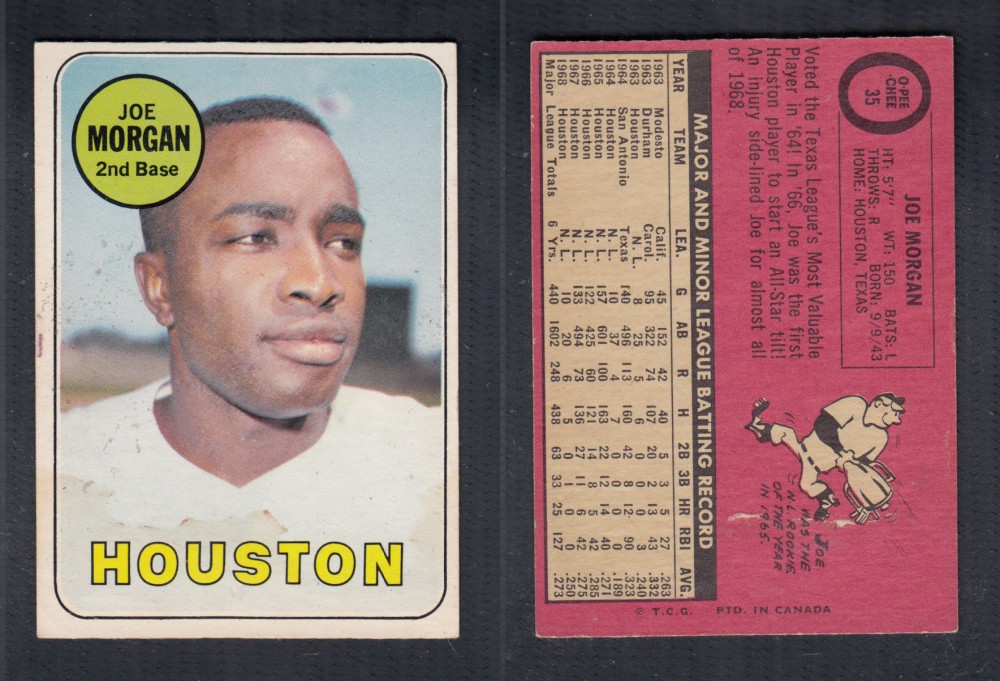 JOE
MORGAN
2nd Base
HOUSTON
O-PEE
-CHEE
35
JOE MORGAN
HT: 5'7" WT: 150 BATS: L
THROWS: R BORN: 9/9/43
HOME: HOUSTON, TEXAS
Voted the Texas League's Most Valuable
Player in '64! In '66, Joe was the first
Houston player to start an All-Star tilt!
An injury side-lined Joe for almost all
of 1968.
JOE
WAS THE
N.L. ROOKIE
OF THE YEAR
IN 1965.
MAJOR AND MINOR LEAGUE BATTING RECORD
YEAR TEAM LEA. G AB R H 2B 3B HR RBI AVG.
1963 Modesto Calif. 45 152 42 40 5 3 5 27 .263
1963 Durham Carol. 95 322 74 107 20 2 13 43 .332
1963 Houston N. L. 8 25 5 6 0 1 0 3 .240
1964 San Antonio Texas 140 496 113 160 42 8 12 90 .323
1964 Houston N. L. 10 37 4 7 0 0 0 0 .189
1965 Houston N. L. 157 601 100 163 22 12 14 40 .271
1966 Houston N. L. 122 425 60 121 14 8 5 42 .285
1967 Houston N. L. 133 494 73 136 27 11 6 42 .275
1968 Houston N. L. 10 20 6 5 0 1 0 0 .250
Major League Totals 6 Yrs. 440 1602 248 438 63 33 25 127 .273
© T.C.G. PTD. IN CANADA